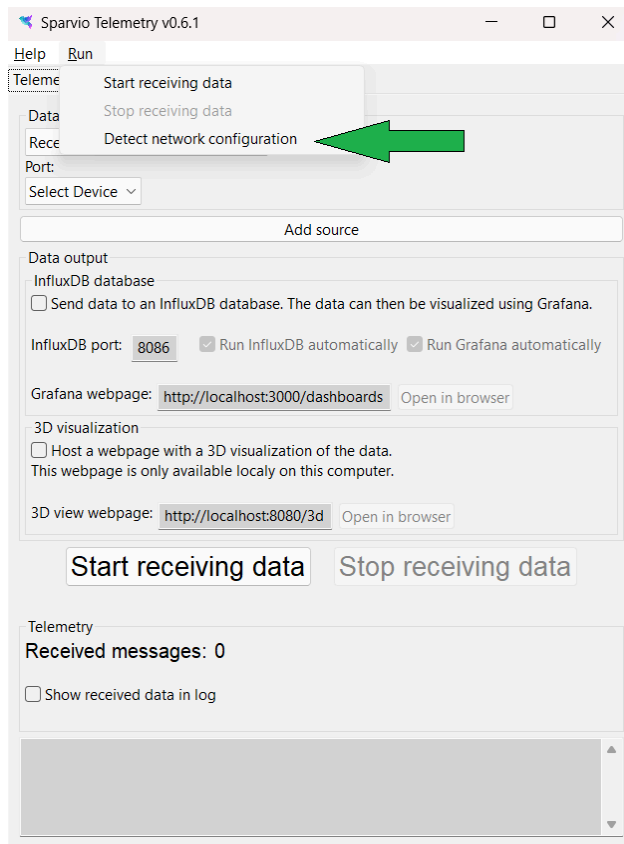 Sparvio Telemetry v0.6.1
Help Run
Teleme
Start receiving data
Stop receiving data
Detect network configuration
Data
Rece
Port:
Select Device
Add source
Data output
InfluxDB database
Send data to an InfluxDB database. The data can then be visualized using Grafana.
InfluxDB port: 8086 Run InfluxDB automatically Run Grafana automatically
Grafana webpage: http://localhost:3000/dashboards Open in browser
3D visualization
Host a webpage with a 3D visualization of the data.
This webpage is only available localy on this computer.
3D view webpage: http://localhost:8080/3d Open in browser
Start receiving data Stop receiving data
Telemetry
Received messages: 0
Show received data in log